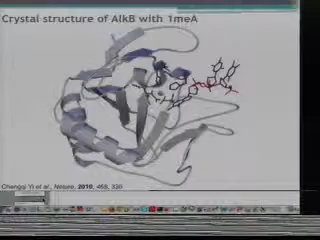 Crystal structure of AlkB with 1meA
Chengqi Yi et al., Nature, 2010, 468, 330